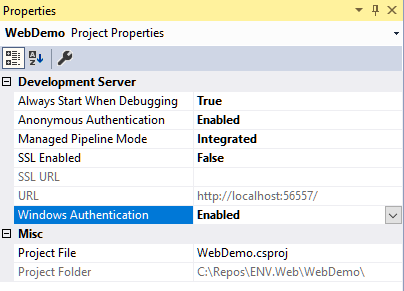 Properties
WebDemo Project Properties
Development Server
Always Start When Debugging True
Anonymous Authentication Enabled
Managed Pipeline Mode Integrated
SSL Enabled False
SSL URL
URL http://localhost:56557/
Windows Authentication Enabled
Misc
Project File WebDemo.csproj
Project Folder C:\Repos\ENV.Web\WebDemo\